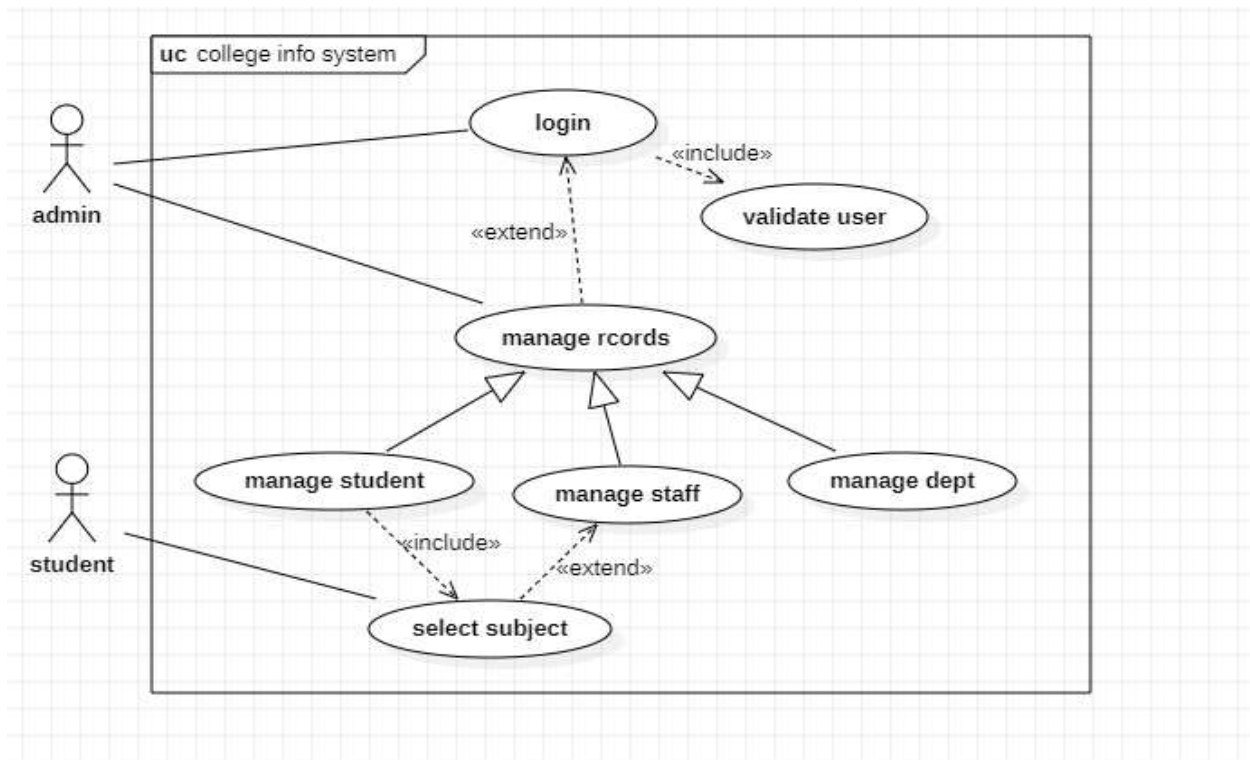 uc college info system
login
«include»
admin
validate user
«extend»
manage rcords
manage student
manage staff
manage dept
«include»
student
«extend»
select subject